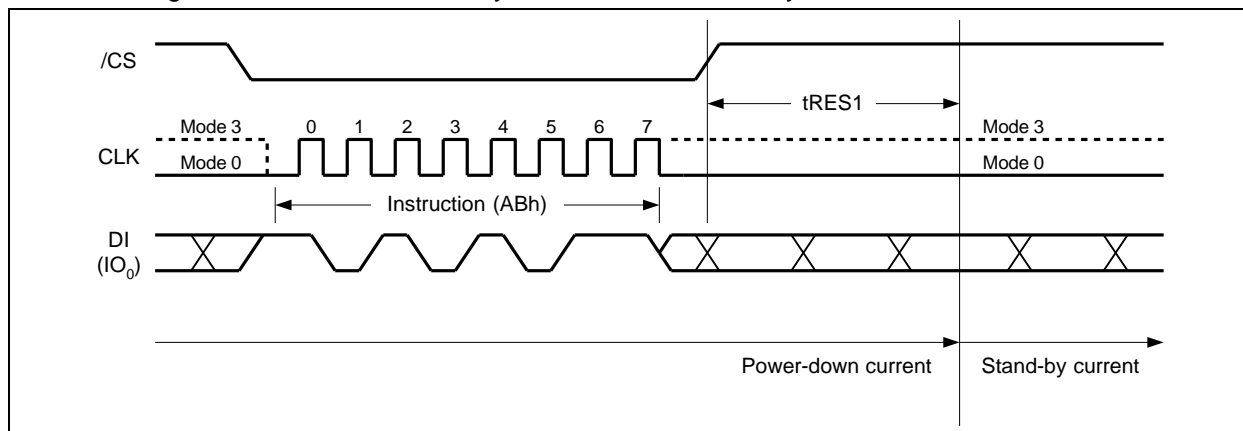 /CS
tRES1
Mode 3 0 1 2 3 4 5 6 7 Mode 3
CLK
Mode 0 Mode 0
Instruction (ABh)
DI
(IO₀)
Power-down current Stand-by current